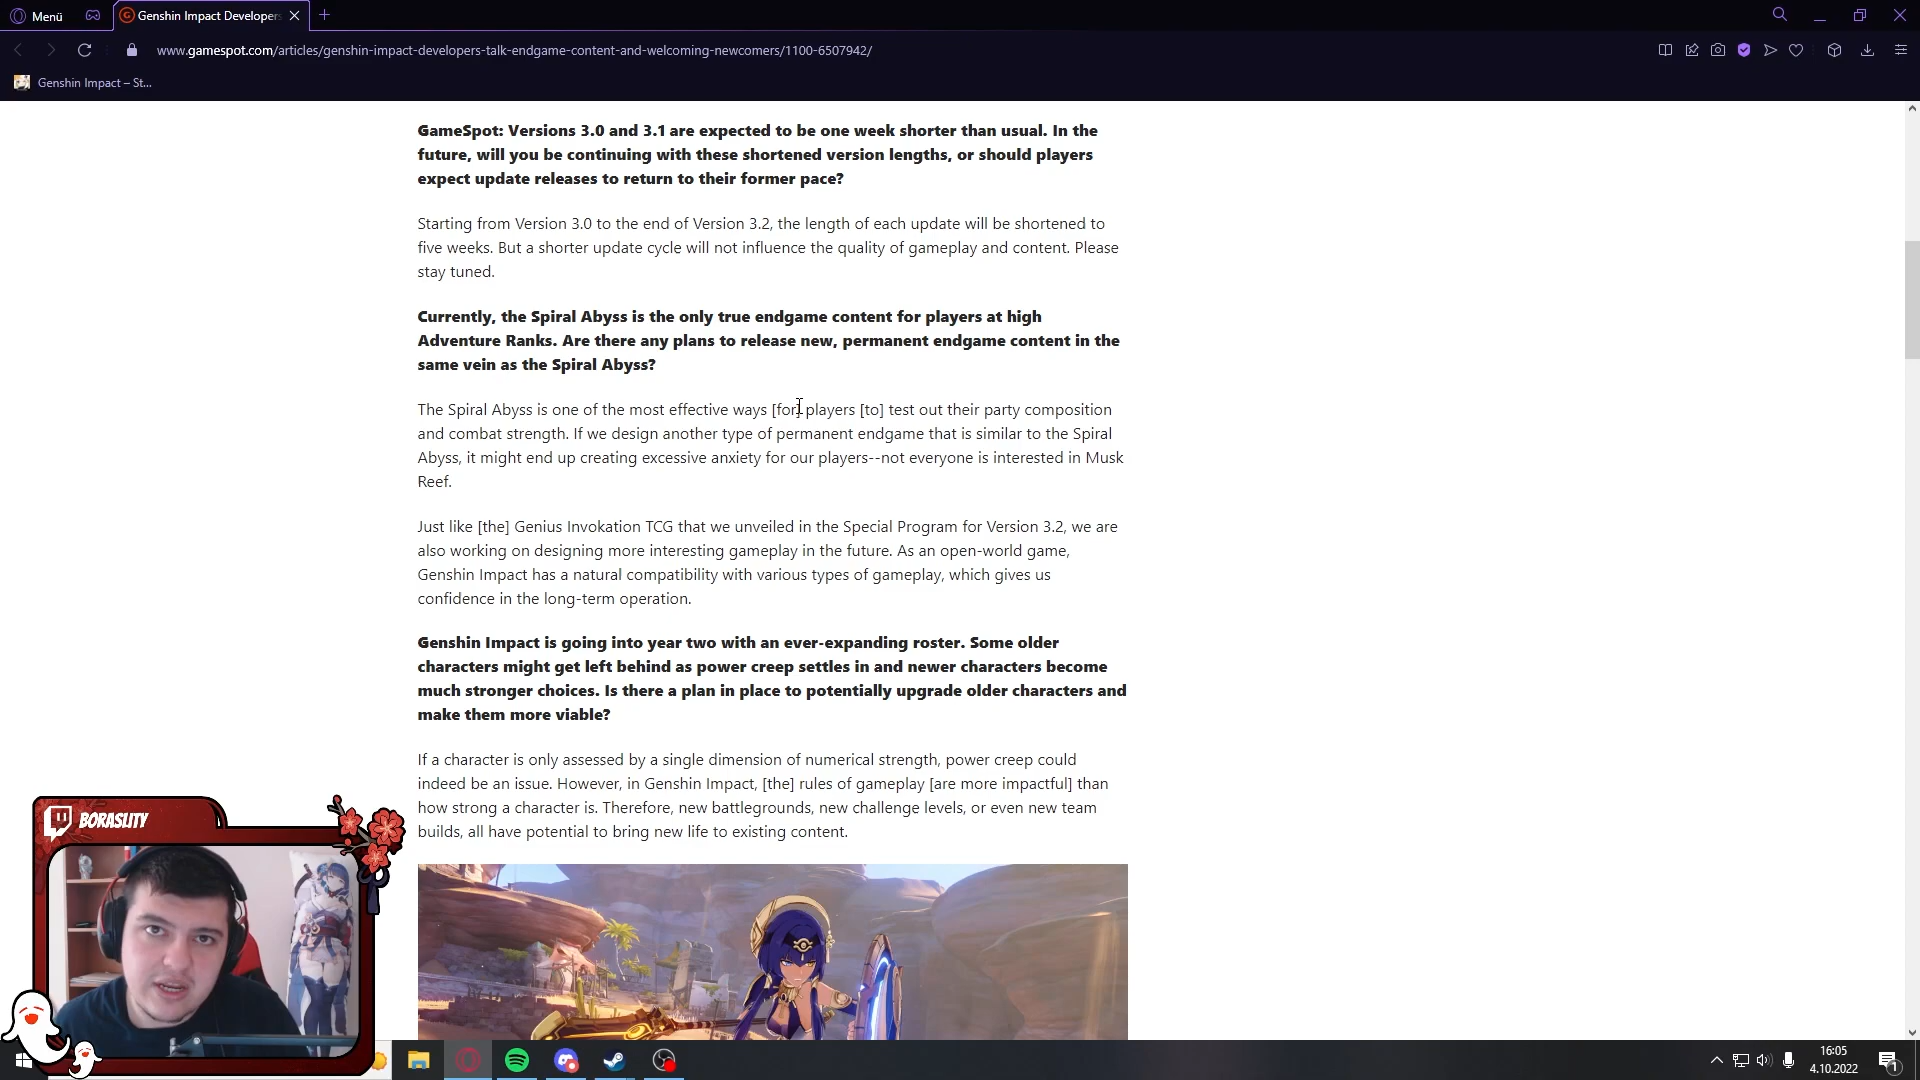 Menü
Genshin Impact Developers
www.gamespot.com/articles/genshin-impact-developers-talk-endgame-content-and-welcoming-newcomers/1100-6507942/
Genshin Impact – St...
GameSpot: Versions 3.0 and 3.1 are expected to be one week shorter than usual. In the
future, will you be continuing with these shortened version lengths, or should players
expect update releases to return to their former pace?
Starting from Version 3.0 to the end of Version 3.2, the length of each update will be shortened to
five weeks. But a shorter update cycle will not influence the quality of gameplay and content. Please
stay tuned.
Currently, the Spiral Abyss is the only true endgame content for players at high
Adventure Ranks. Are there any plans to release new, permanent endgame content in the
same vein as the Spiral Abyss?
The Spiral Abyss is one of the most effective ways [for] players [to] test out their party composition
and combat strength. If we design another type of permanent endgame that is similar to the Spiral
Abyss, it might end up creating excessive anxiety for our players--not everyone is interested in Musk
Reef.
Just like [the] Genius Invokation TCG that we unveiled in the Special Program for Version 3.2, we are
also working on designing more interesting gameplay in the future. As an open-world game,
Genshin Impact has a natural compatibility with various types of gameplay, which gives us
confidence in the long-term operation.
Genshin Impact is going into year two with an ever-expanding roster. Some older
characters might get left behind as power creep settles in and newer characters become
much stronger choices. Is there a plan in place to potentially upgrade older characters and
make them more viable?
If a character is only assessed by a single dimension of numerical strength, power creep could
indeed be an issue. However, in Genshin Impact, [the] rules of gameplay [are more impactful] than
how strong a character is. Therefore, new battlegrounds, new challenge levels, or even new team
builds, all have potential to bring new life to existing content.
BORASLITY
16:05
4.10.2022
1